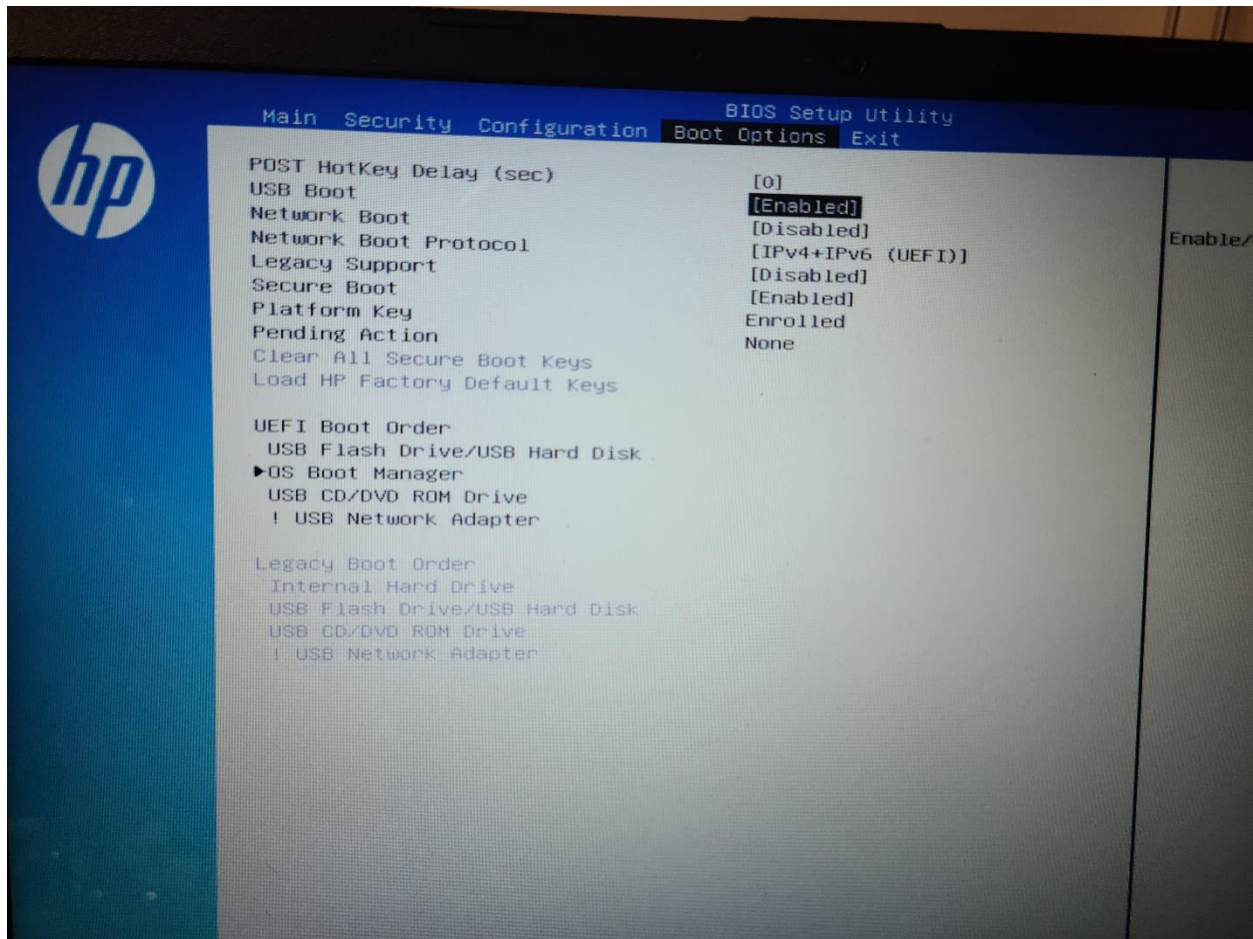 hp
BIOS Setup Utility
Main Security Configuration Boot Options Exit
POST HotKey Delay (sec) [0]
USB Boot [Enabled]
Network Boot [Disabled]
Network Boot Protocol [IPv4+IPv6 (UEFI)]
Legacy Support [Disabled]
Secure Boot [Enabled]
Platform Key Enrolled
Pending Action None
Clear All Secure Boot Keys
Load HP Factory Default Keys
UEFI Boot Order
USB Flash Drive/USB Hard Disk
▶OS Boot Manager
USB CD/DVD ROM Drive
! USB Network Adapter
Legacy Boot Order
Internal Hard Drive
USB Flash Drive/USB Hard Disk
USB CD/DVD ROM Drive
! USB Network Adapter
Enable/